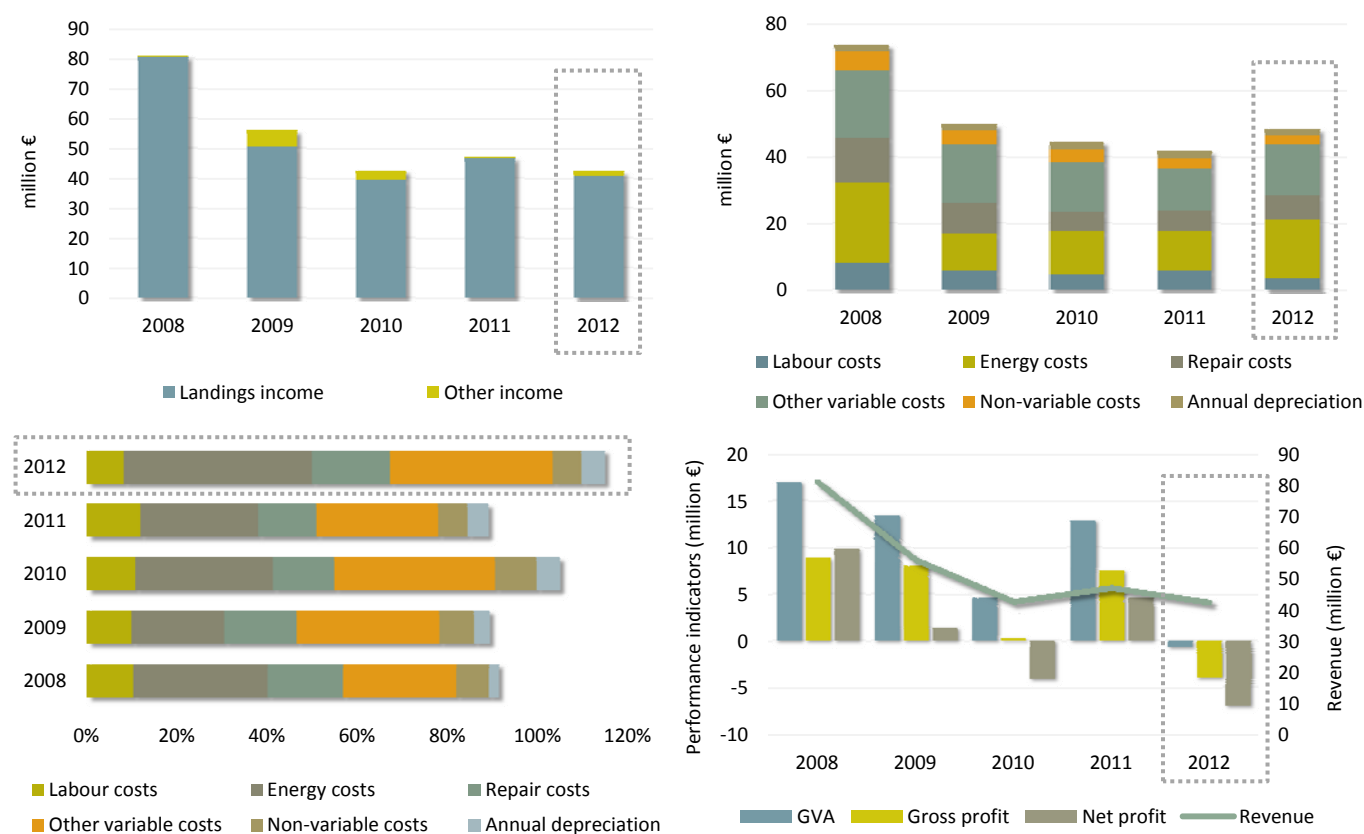 90
80
70
60
50
40
30
20
10
0
million €
2008 2009 2010 2011 2012
Landings income Other income
80
60
40
20
0
million €
2008 2009 2010 2011 2012
Labour costs Energy costs Repair costs
Other variable costs Non-variable costs Annual depreciation
2012
2011
2010
2009
2008
0% 20% 40% 60% 80% 100% 120%
Labour costs Energy costs Repair costs
Other variable costs Non-variable costs Annual depreciation
Performance indicators (million €)
20
15
10
5
0
-5
-10
90
80
70
60
50
40
30
20
10
0
Revenue (million €)
2008 2009 2010 2011 2012
GVA Gross profit Net profit Revenue